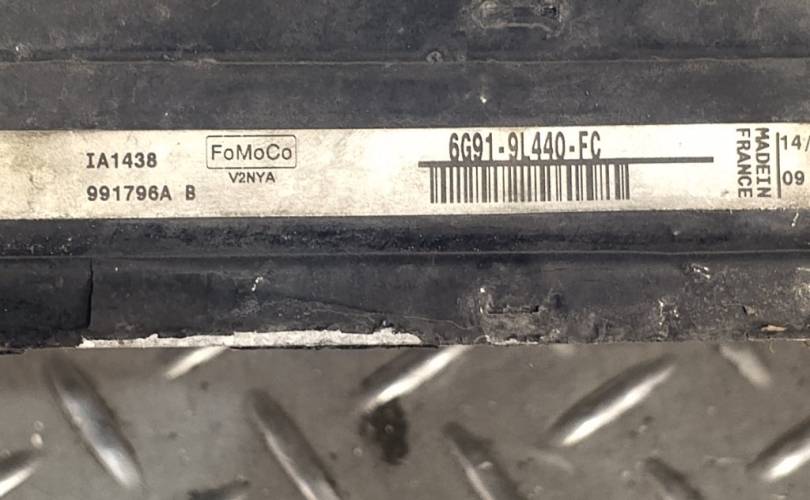 IA1438
991796A B
FoMoCo
V2NYA
6G91-9L440-FC
MADE IN
FRANCE
14/
09